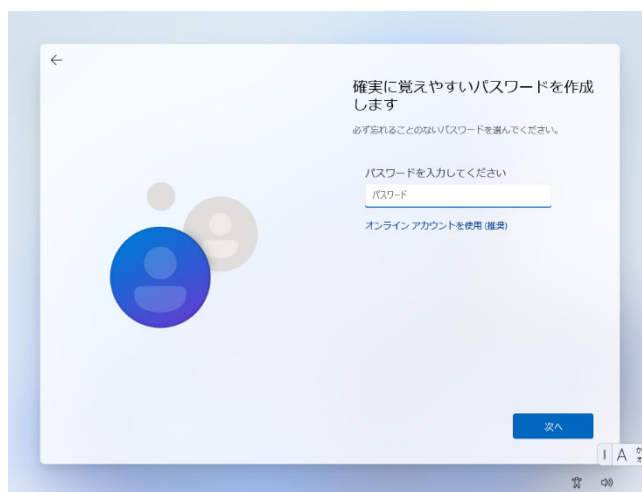 確実に覚えやすいパスワードを作成
します
必ず忘れることのないパスワードを選んでください。
パスワードを入力してください
パスワード
オンライン アカウントを使用 (推奨)
次へ
A